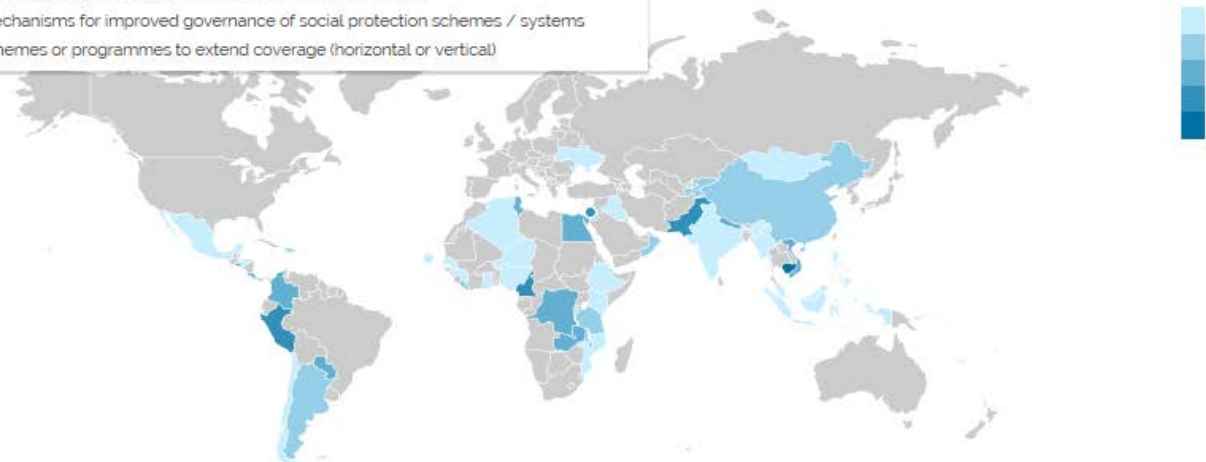 echanisms for improved governance of social protection schemes / systems
hemes or programmes to extend coverage (horizontal or vertical)